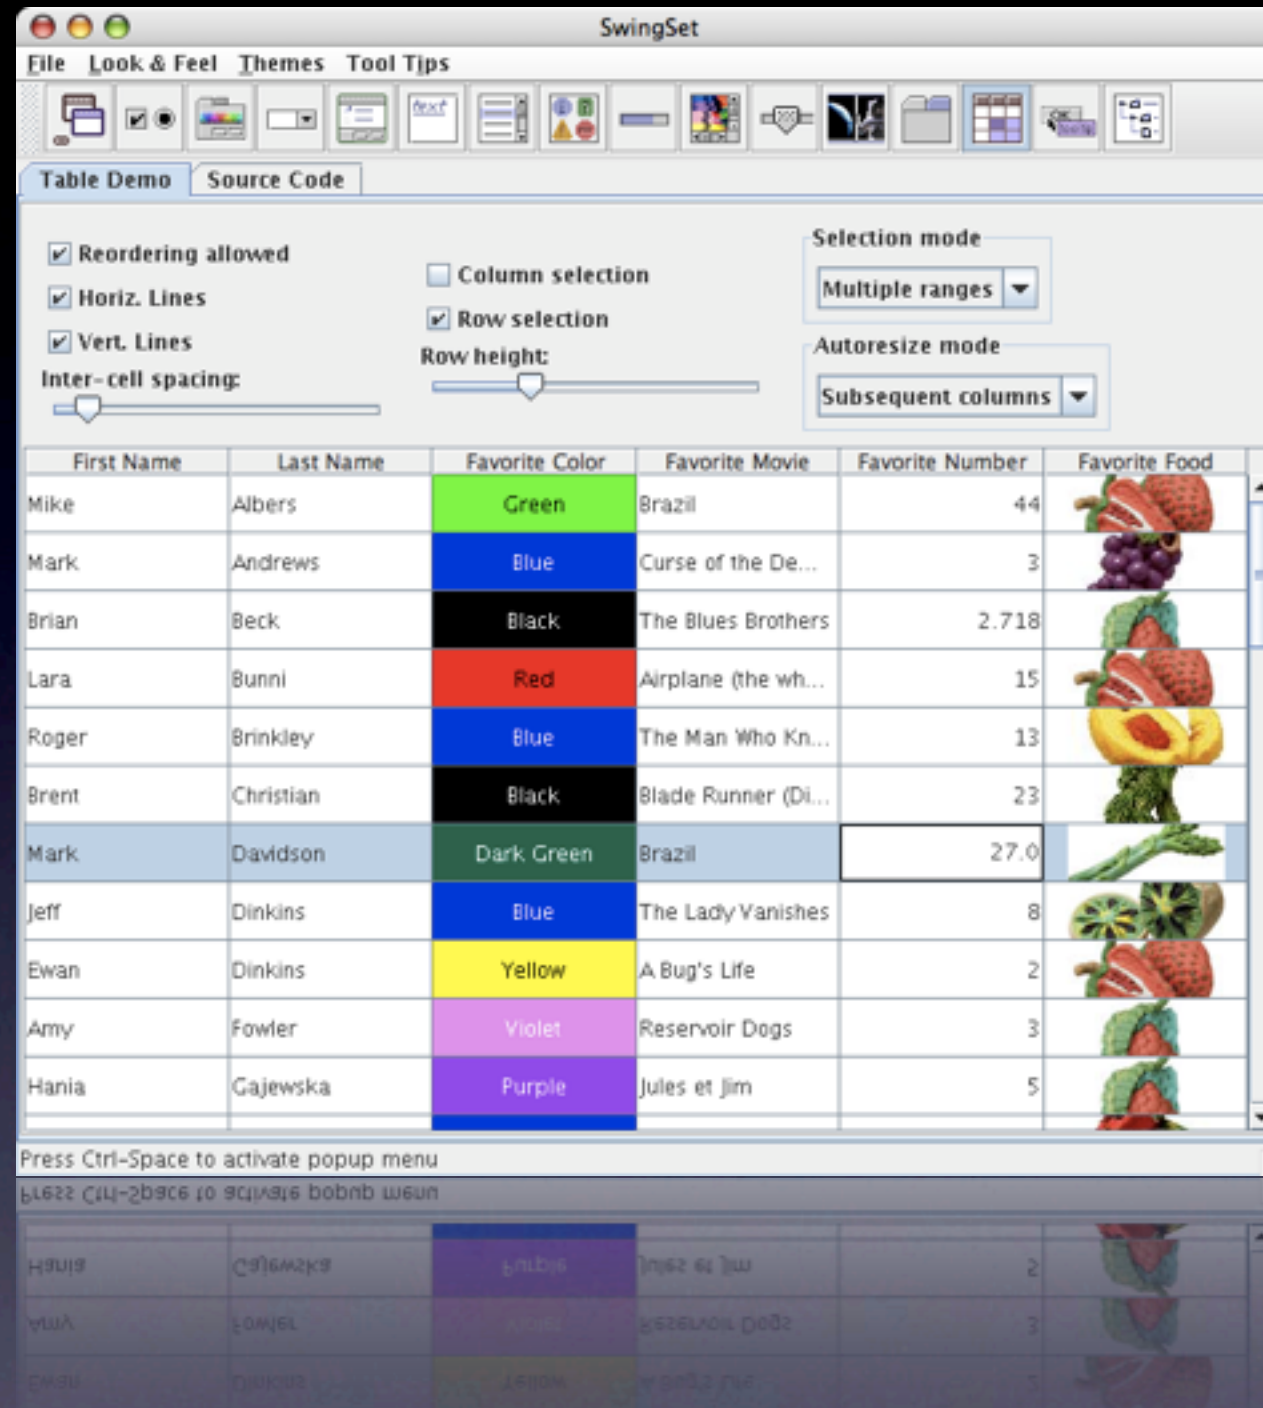 SwingSet
File Look & Feel Themes Tool Tips
text
Table Demo Source Code
Reordering allowed
Horiz. Lines
Vert. Lines
Inter-cell spacing:
Column selection
Row selection
Row height:
Selection mode
Multiple ranges
Autoresize mode
Subsequent columns
First Name Last Name Favorite Color Favorite Movie Favorite Number Favorite Food
Mike Albers Green Brazil 44
Mark Andrews Blue Curse of the De... 3
Brian Beck Black The Blues Brothers 2.718
Lara Bunni Red Airplane (the wh... 15
Roger Brinkley Blue The Man Who Kn... 13
Brent Christian Black Blade Runner (Di... 23
Mark Davidson Dark Green Brazil 27.0
Jeff Dinkins Blue The Lady Vanishes 8
Ewan Dinkins Yellow A Bug's Life 2
Amy Fowler Violet Reservoir Dogs 3
Hania Gajewska Purple Jules et Jim 5
Press Ctrl-Space to activate popup menu